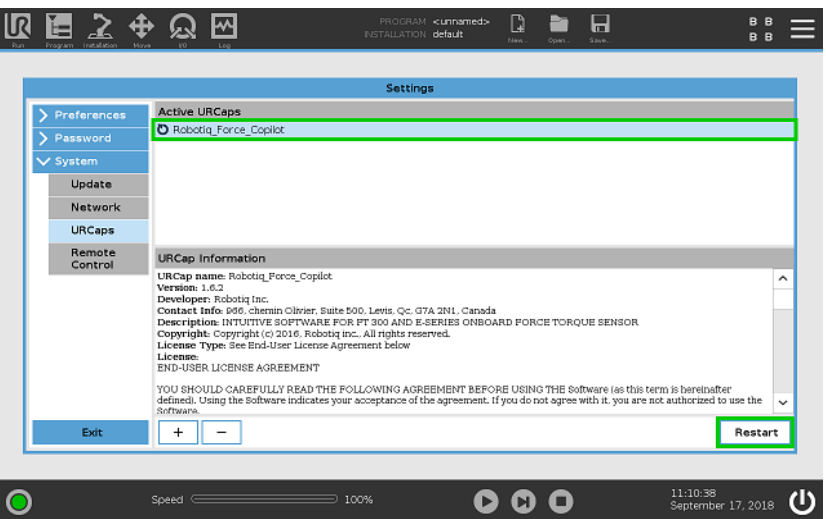 UR
PROGRAM <unnamed>
INSTALLATION default
Run Program Installation Move I/O Log New... Open... Save...
B B
B B
Settings
Preferences
Password
System
Update
Network
URCaps
Remote
Control
Exit
Active URCaps
Robotiq_Force_Copilot
URCap Information
URCap name: Robotiq_Force_Copilot
Version: 1.6.2
Developer: Robotiq Inc.
Contact Info: 966, chemin Olivier, Suite 500, Levis, Qc, G7A 2N1, Canada
Description: INTUITIVE SOFTWARE FOR FT 300 AND E-SERIES ONBOARD FORCE TORQUE SENSOR
Copyright: Copyright (c) 2016, Robotiq inc., All rights reserved.
License Type: See End-User License Agreement below
License:
END-USER LICENSE AGREEMENT
YOU SHOULD CAREFULLY READ THE FOLLOWING AGREEMENT BEFORE USING THE Software (as this term is hereinafter
defined). Using the Software indicates your acceptance of the agreement. If you do not agree with it, you are not authorized to use the
Software.
+ −
Restart
Speed 100%
11:10:38
September 17, 2018